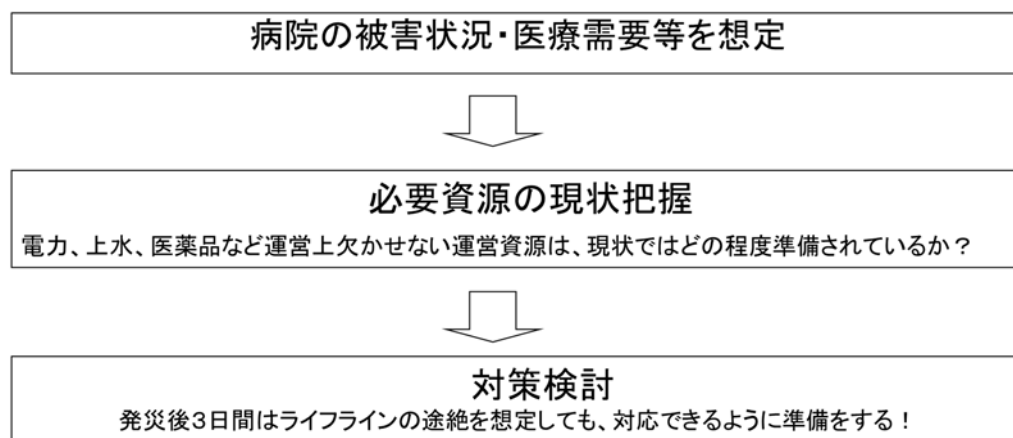 病院の被害状況・医療需要等を想定
必要資源の現状把握
電力、上水、医薬品など運営上欠かせない運営資源は、現状ではどの程度準備されているか？
対策検討
発災後３日間はライフラインの途絶を想定しても、対応できるように準備をする！